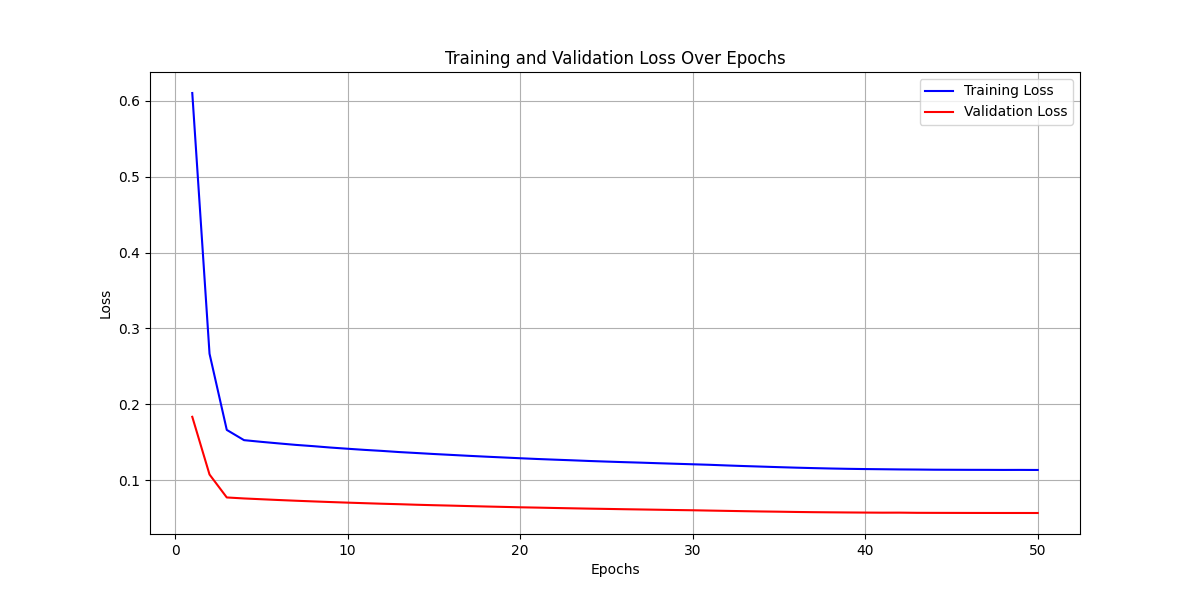 Training and Validation Loss Over Epochs
Training Loss
Validation Loss
0.6
0.5
0.4
0.3
0.2
0.1
Loss
0 10 20 30 40 50
Epochs